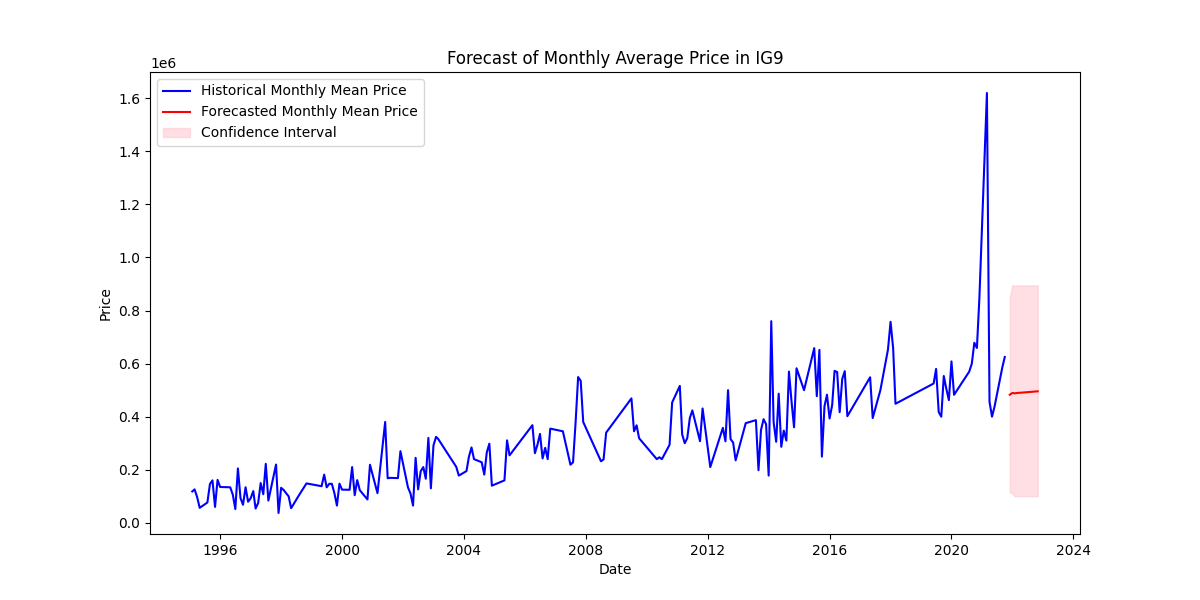 Forecast of Monthly Average Price in IG9
1e6
Historical Monthly Mean Price
Forecasted Monthly Mean Price
Confidence Interval
1.6
1.4
1.2
1.0
0.8
0.6
0.4
0.2
0.0
Price
1996 2000 2004 2008 2012 2016 2020 2024
Date